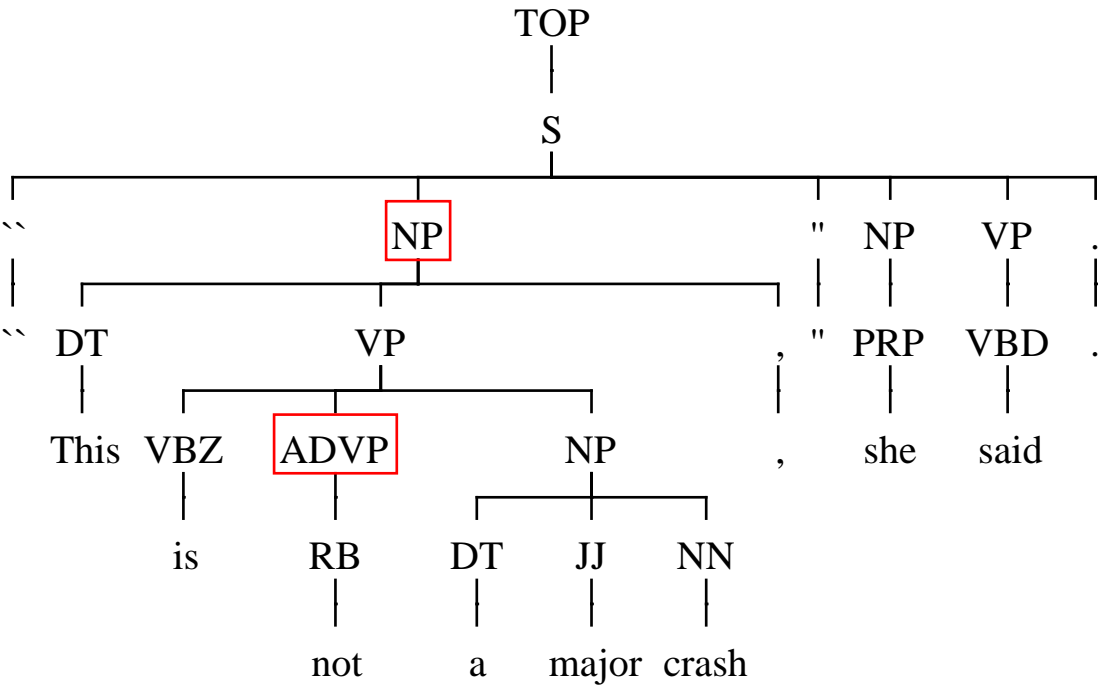 TOP
S
`` NP '' NP VP .
`` DT VP , '' PRP VBD .
This VBZ ADVP NP , she said
is RB DT JJ NN
not a major crash